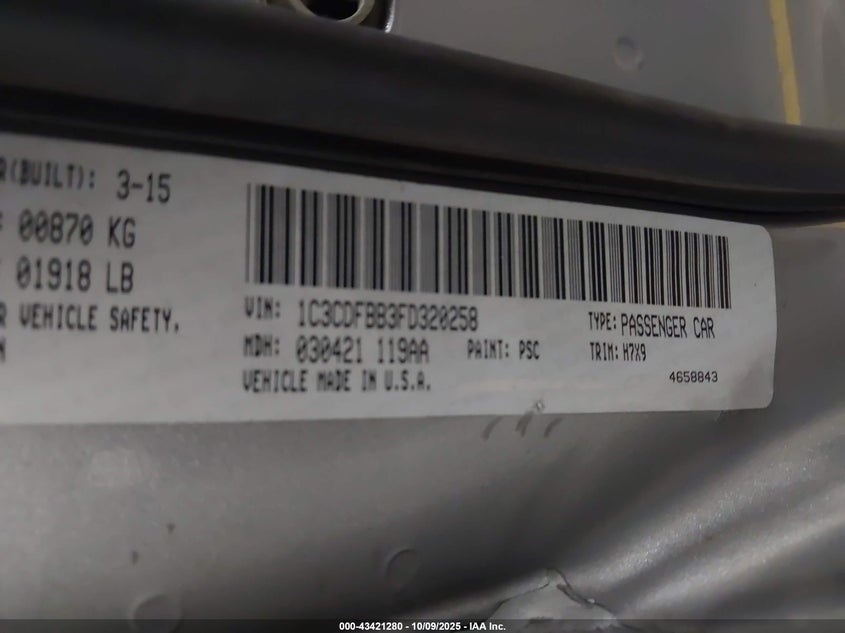 R(BUILT): 3-15
00870 KG
01918 LB
R VEHICLE SAFETY,
N
VIN: 1C3CDFBB3FD320258
TYPE: PASSENGER CAR
MDH: 030421 119AA
PAINT: PSC
TRIM: H7X9
VEHICLE MADE IN U.S.A.
4658843
000-43421280 - 10/09/2025 - IAA Inc.